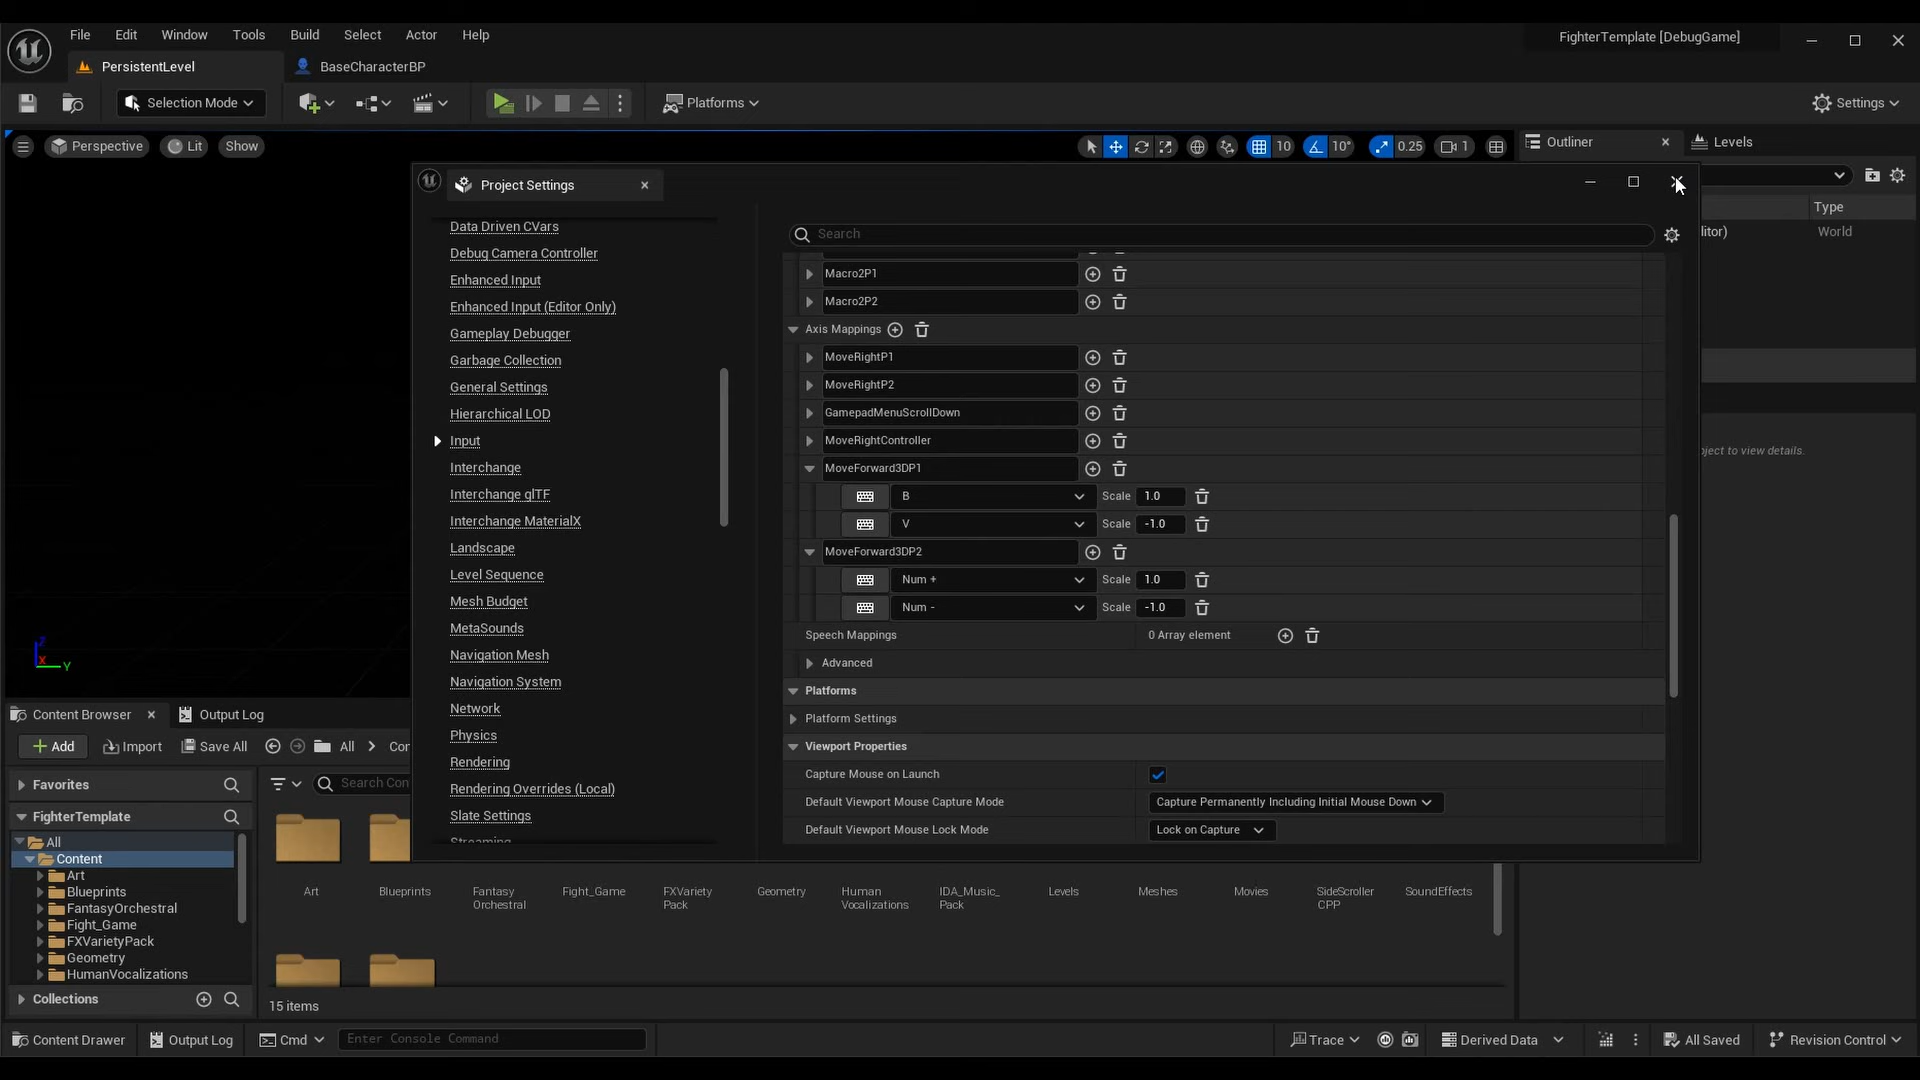 File Edit Window Tools Build Select Actor Help
FighterTemplate [DebugGame]
PersistentLevel BaseCharacterBP
Selection Mode Platforms Settings
Perspective Lit Show 10 10° 0.25 1 Outliner Levels
Project Settings
Type
itor) World
Search
Data Driven CVars
Debug Camera Controller
Enhanced Input
Enhanced Input (Editor Only)
Gameplay Debugger
Garbage Collection
General Settings
Hierarchical LOD
Input
Interchange
Interchange glTF
Interchange MaterialX
Landscape
Level Sequence
Mesh Budget
MetaSounds
Navigation Mesh
Navigation System
Network
Physics
Rendering
Rendering Overrides (Local)
Slate Settings
Streaming
Macro2P1
Macro2P2
Axis Mappings
MoveRightP1
MoveRightP2
GamepadMenuScrollDown
MoveRightController
MoveForward3DP1
B Scale 1.0
V Scale -1.0
MoveForward3DP2
Num + Scale 1.0
Num - Scale -1.0
Speech Mappings 0 Array element
Advanced
Platforms
Platform Settings
Viewport Properties
Capture Mouse on Launch
Default Viewport Mouse Capture Mode Capture Permanently Including Initial Mouse Down
Default Viewport Mouse Lock Mode Lock on Capture
ject to view details.
Z
X Y
Content Browser Output Log
Add Import Save All All Con
Favorites
Search Con
FighterTemplate
All
Content
Art
Blueprints
FantasyOrchestral
Fight_Game
FXVarietyPack
Geometry
HumanVocalizations
Collections
Art
Blueprints
Fantasy
Orchestral
Fight_Game
FXVariety
Pack
Geometry
Human
Vocalizations
IDA_Music_
Pack
Levels
Meshes
Movies
SideScroller
CPP
SoundEffects
15 items
Content Drawer Output Log Cmd Enter Console Command Trace Derived Data All Saved Revision Control